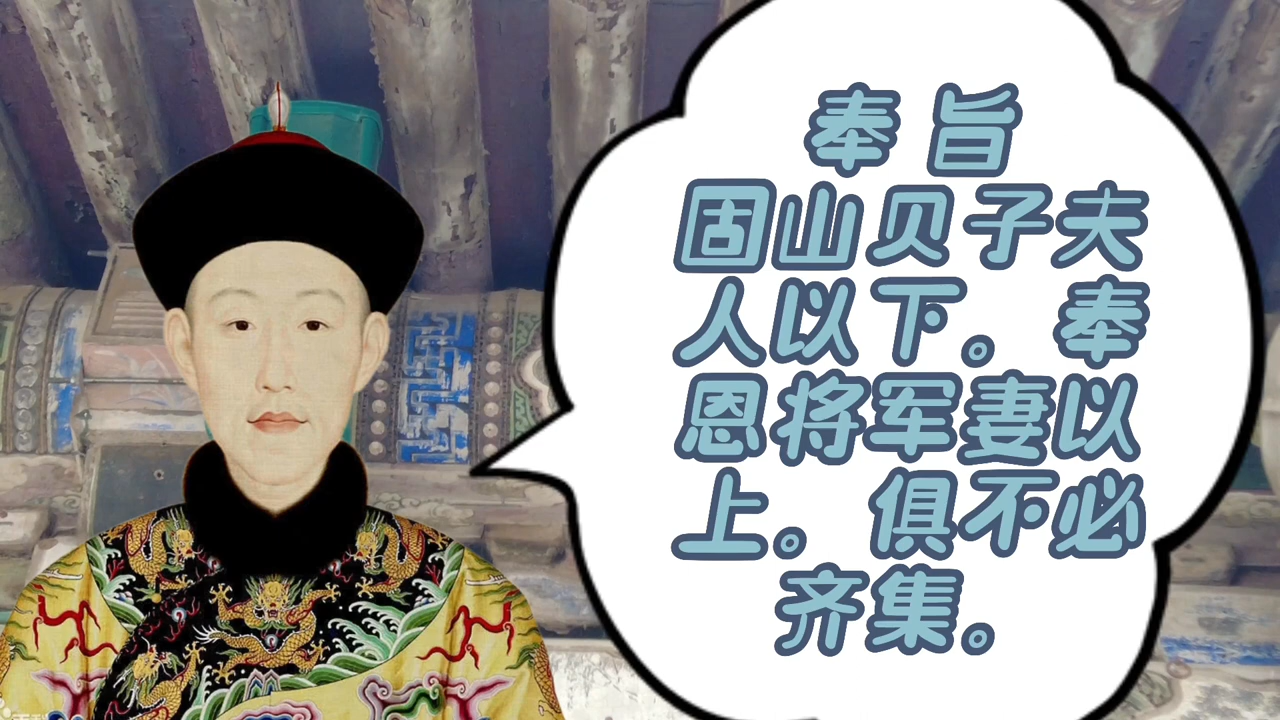 奉旨
固山贝子夫
人以下。奉
恩将军妻以
上。俱不必
齐集。